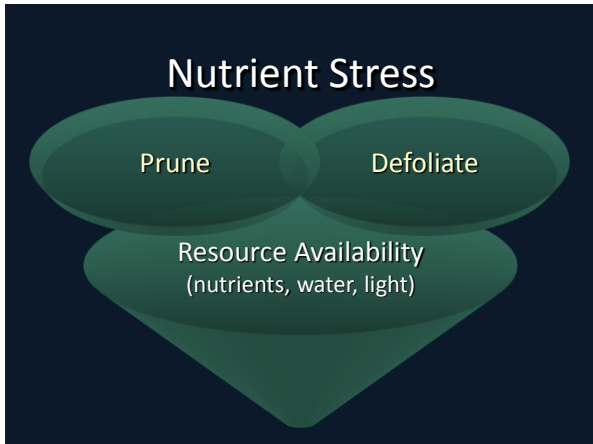 Nutrient Stress
Prune
Defoliate
Resource Availability
(nutrients, water, light)